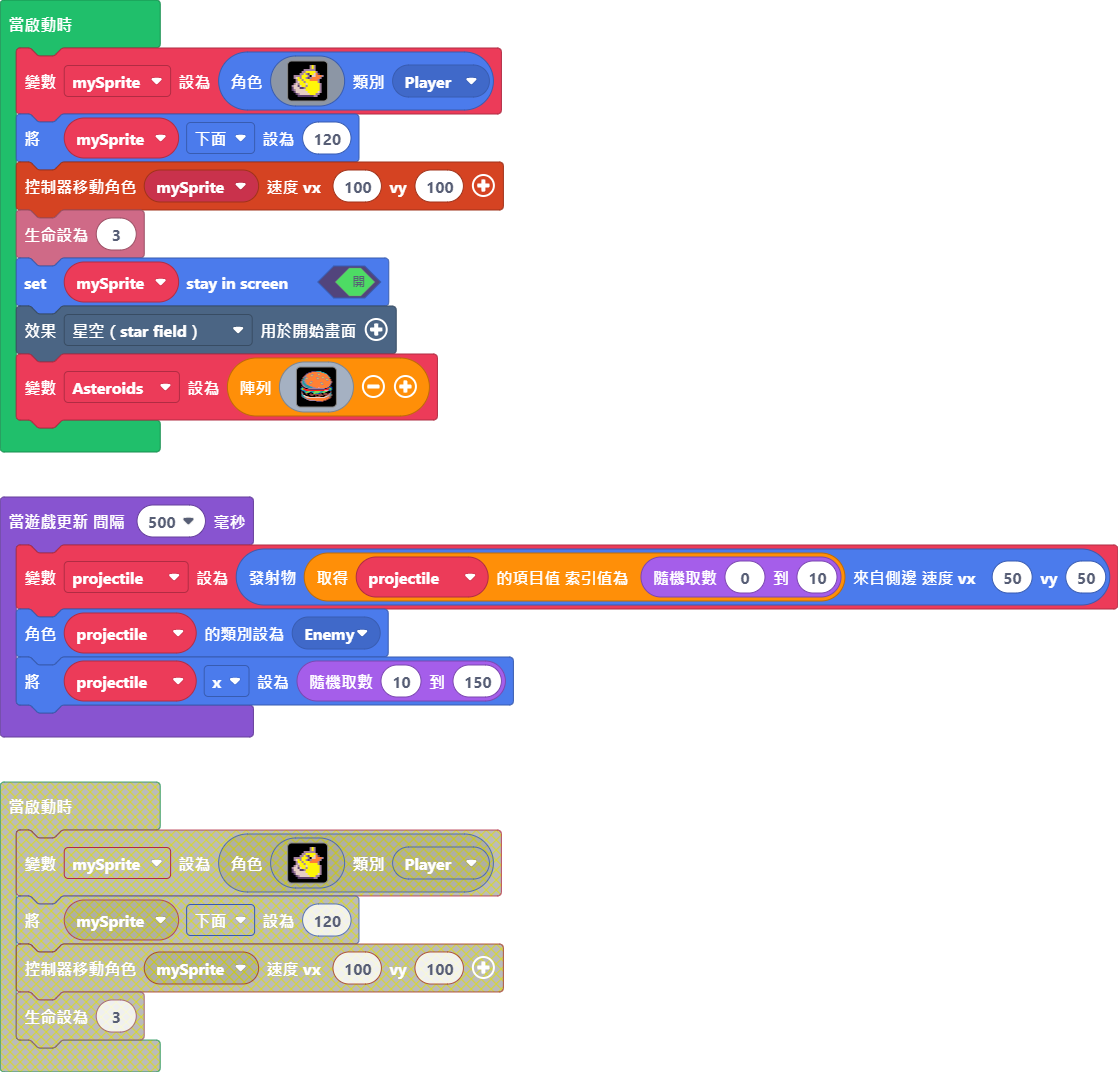 當啟動時
變數 mySprite 設為 角色 類別 Player
將 mySprite 下面 設為 120
控制器移動角色 mySprite 速度 vx 100 vy 100
生命設為 3
set mySprite stay in screen 開
效果 星空 ( star field ) 用於開始畫面
變數 Asteroids 設為 陣列
當遊戲更新 間隔 500 毫秒
變數 projectile 設為 發射物 取得 projectile 的項目值 索引值為 隨機取數 0 到 10 來自側邊 速度 vx 50 vy 50
角色 projectile 的類別設為 Enemy
將 projectile x 設為 隨機取數 10 到 150
當啟動時
變數 mySprite 設為 角色 類別 Player
將 mySprite 下面 設為 120
控制器移動角色 mySprite 速度 vx 100 vy 100
生命設為 3